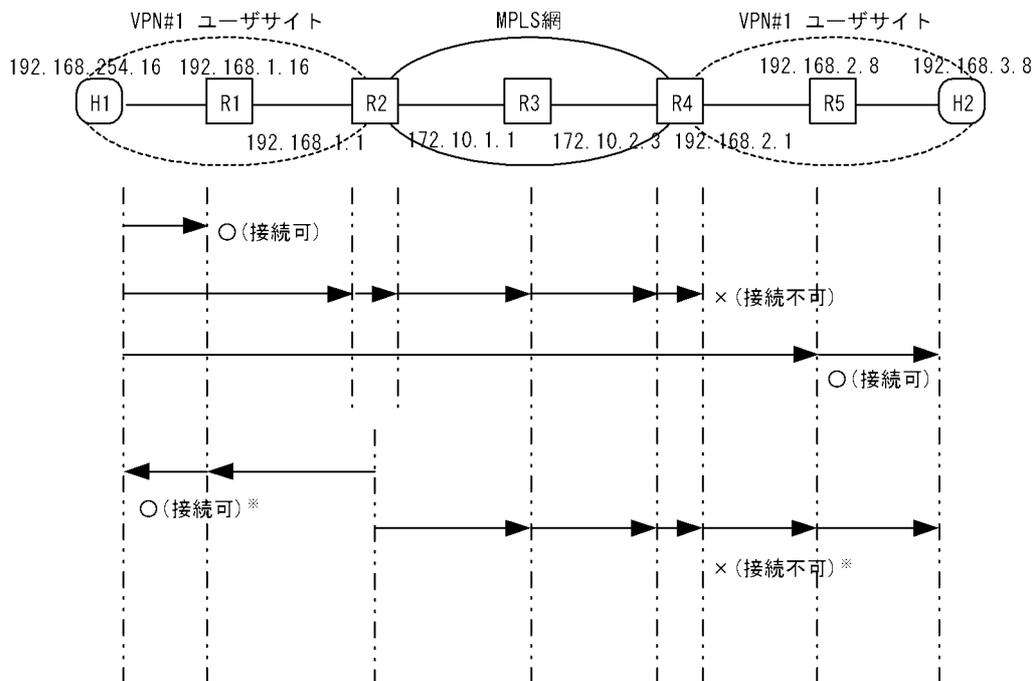 VPN#1 ユーザサイト
MPLS網
VPN#1 ユーザサイト
192.168.254.16
192.168.1.16
192.168.2.8
192.168.3.8
H1
R1
R2
R3
R4
R5
H2
192.168.1.1
172.10.1.1
172.10.2.3
192.168.2.1
○(接続可)
×(接続不可)
○(接続可)
○(接続可)※
×(接続不可)※